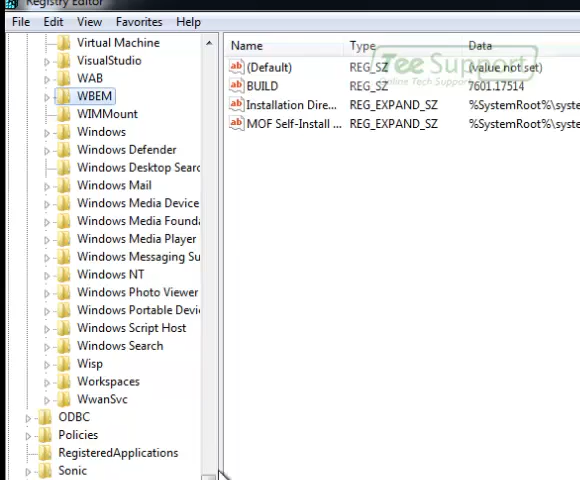 Registry Editor
File Edit View Favorites Help
Virtual Machine
VisualStudio
WAB
WBEM
WIMMount
Windows
Windows Defender
Windows Desktop Searc
Windows Mail
Windows Media Device
Windows Media Founda
Windows Media Player
Windows Messaging Su
Windows NT
Windows Photo Viewer
Windows Portable Devi
Windows Script Host
Windows Search
Wisp
Workspaces
WwanSvc
ODBC
Policies
RegisteredApplications
Sonic
Name Type Data
(Default) REG_SZ (value not set)
BUILD REG_SZ 7601.17514
Installation Dire... REG_EXPAND_SZ %SystemRoot%\syste
MOF Self-Install ... REG_EXPAND_SZ %SystemRoot%\syste
Tee Support
Online Tech Support